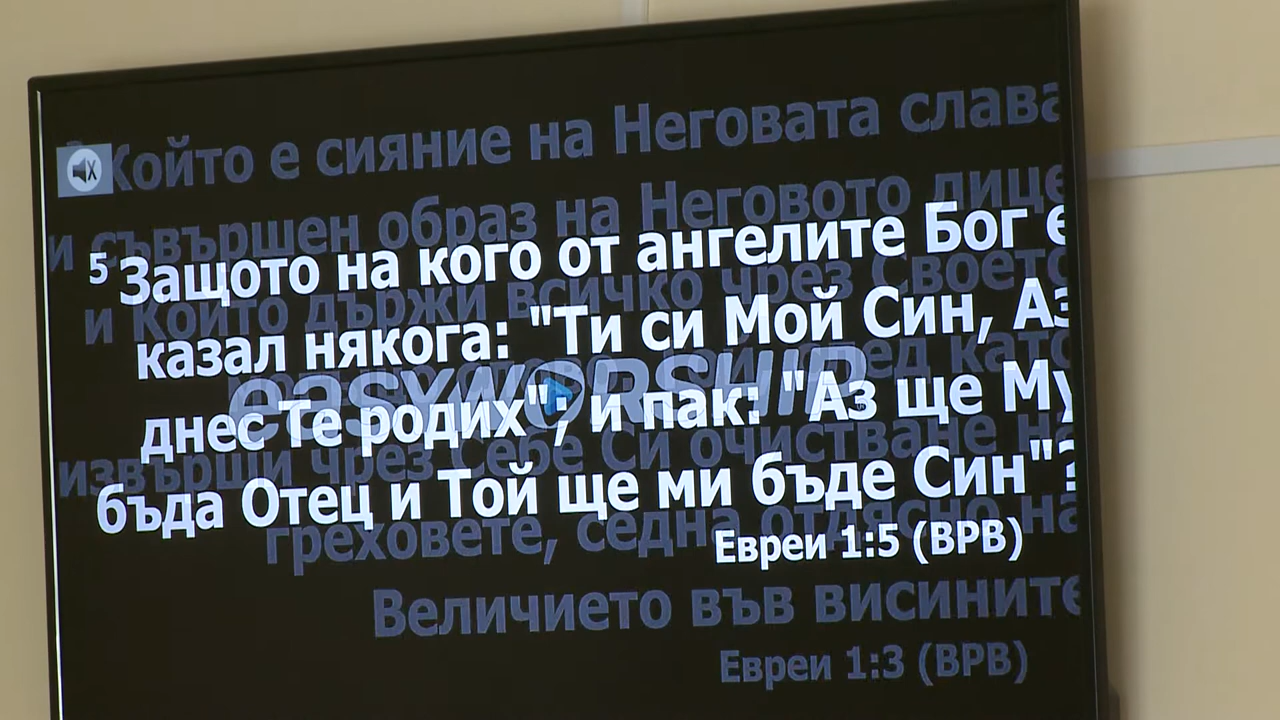 Който е сияние на Неговата слава
и съвършен образ на Неговото лице
5 Защото на кого от ангелите Бог е
и Който държи всичко чрез Своето
казал някога: "Ти си Мой Син, Аз
след като
easyworship
днес Те родих"; и пак: "Аз ще Му
извърши чрез Себе Си очистване на
бъда Отец и Той ще ми бъде Син"?
греховете, седна отдясно на
Евреи 1:5 (ВРВ)
Величието във висините
Евреи 1:3 (ВРВ)